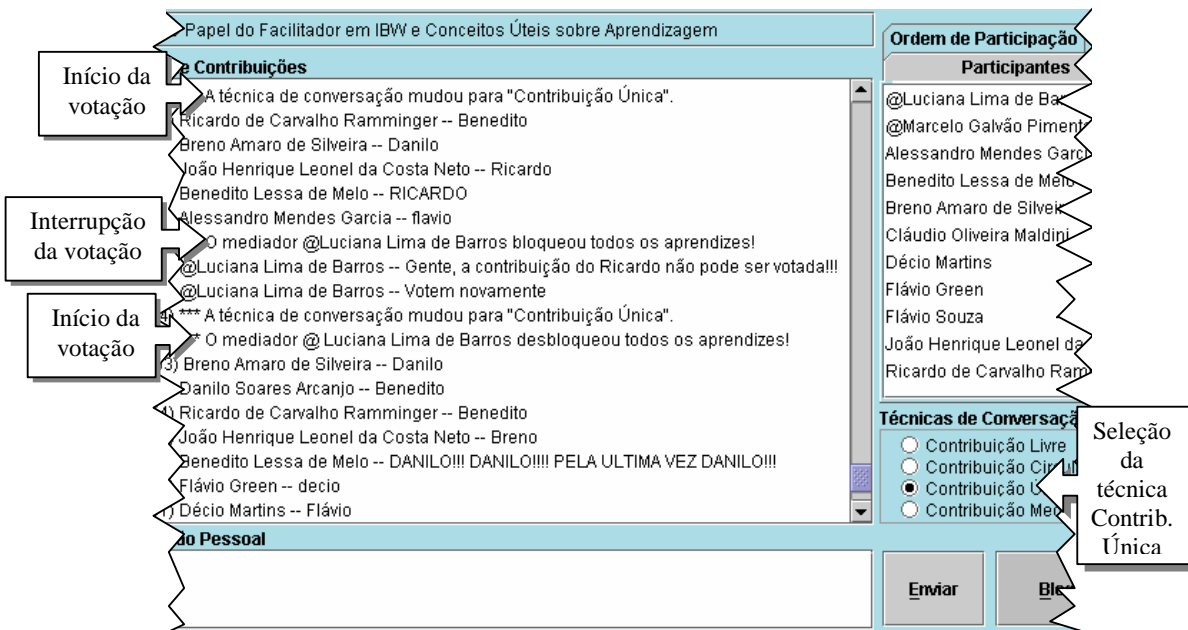 Papel do Facilitador em IBW e Conceitos Úteis sobre Aprendizagem
e Contribuições
A técnica de conversação mudou para "Contribuição Única".
Ricardo de Carvalho Ramminger -- Benedito
Breno Amaro de Silveira -- Danilo
João Henrique Leonel da Costa Neto -- Ricardo
Benedito Lessa de Melo -- RICARDO
Alessandro Mendes Garcia -- flavio
O mediador @Luciana Lima de Barros bloqueou todos os aprendizes!
@Luciana Lima de Barros -- Gente, a contribuição do Ricardo não pode ser votada!!!
@Luciana Lima de Barros -- Votem novamente
*** A técnica de conversação mudou para "Contribuição Única".
* O mediador @ Luciana Lima de Barros desbloqueou todos os aprendizes!
3) Breno Amaro de Silveira -- Danilo
Danilo Soares Arcanjo -- Benedito
Ricardo de Carvalho Ramminger -- Benedito
João Henrique Leonel da Costa Neto -- Breno
Benedito Lessa de Melo -- DANILO!!! DANILO!!!! PELA ULTIMA VEZ DANILO!!!
Flávio Green -- decio
Décio Martins -- Flávio
do Pessoal
Início da
votação
Interrupção
da votação
Início da
votação
Ordem de Participação
Participantes
@Luciana Lima de Ba
@Marcelo Galvão Piment
Alessandro Mendes Garc
Benedito Lessa de Melo
Breno Amaro de Silvei
Cláudio Oliveira Maldini
Décio Martins
Flávio Green
Flávio Souza
João Henrique Leonel da
Ricardo de Carvalho Ram
Técnicas de Conversaçã
Contribuição Livre
Contribuição Circul
Contribuição Ú
Contribuição Med
Enviar
Blo
Seleção
da
técnica
Contrib.
Única